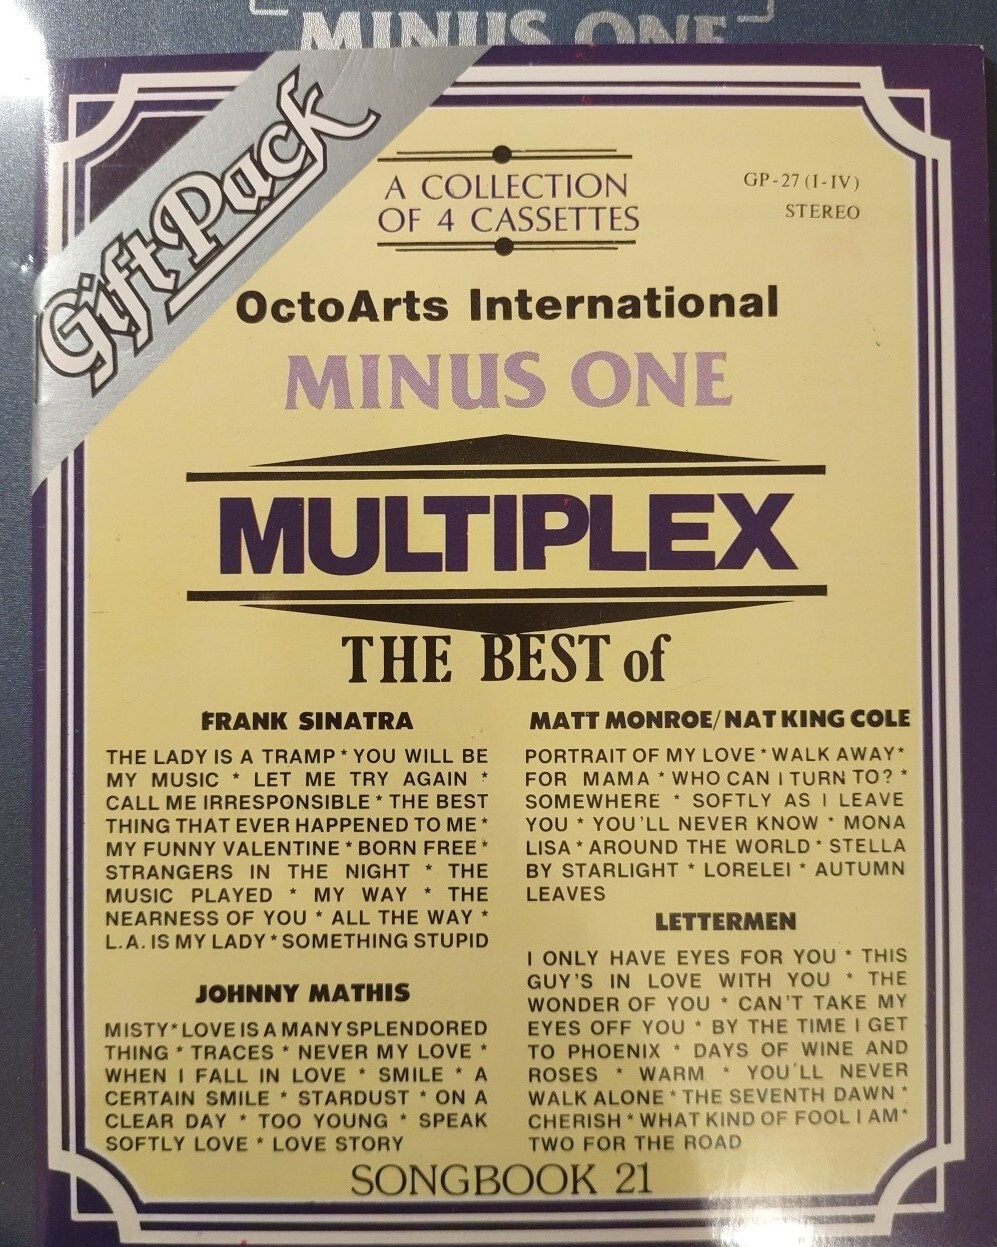 MINUS ONE
Gift Pack
A COLLECTION
OF 4 CASSETTES
GP-27 (I-IV)
STEREO
OctoArts International
MINUS ONE
MULTIPLEX
THE BEST of
FRANK SINATRA
THE LADY IS A TRAMP * YOU WILL BE
MY MUSIC * LET ME TRY AGAIN *
CALL ME IRRESPONSIBLE * THE BEST
THING THAT EVER HAPPENED TO ME *
MY FUNNY VALENTINE * BORN FREE *
STRANGERS IN THE NIGHT * THE
MUSIC PLAYED * MY WAY * THE
NEARNESS OF YOU * ALL THE WAY *
L.A. IS MY LADY * SOMETHING STUPID
JOHNNY MATHIS
MISTY * LOVE IS A MANY SPLENDORED
THING * TRACES * NEVER MY LOVE *
WHEN I FALL IN LOVE * SMILE * A
CERTAIN SMILE * STARDUST * ON A
CLEAR DAY * TOO YOUNG * SPEAK
SOFTLY LOVE * LOVE STORY
MATT MONROE/NAT KING COLE
PORTRAIT OF MY LOVE * WALK AWAY *
FOR MAMA * WHO CAN I TURN TO? *
SOMEWHERE * SOFTLY AS I LEAVE
YOU * YOU'LL NEVER KNOW * MONA
LISA * AROUND THE WORLD * STELLA
BY STARLIGHT * LORELEI * AUTUMN
LEAVES
LETTERMEN
I ONLY HAVE EYES FOR YOU * THIS
GUY'S IN LOVE WITH YOU * THE
WONDER OF YOU * CAN'T TAKE MY
EYES OFF YOU * BY THE TIME I GET
TO PHOENIX * DAYS OF WINE AND
ROSES * WARM * YOU'LL NEVER
WALK ALONE * THE SEVENTH DAWN *
CHERISH * WHAT KIND OF FOOL I AM *
TWO FOR THE ROAD
SONGBOOK 21